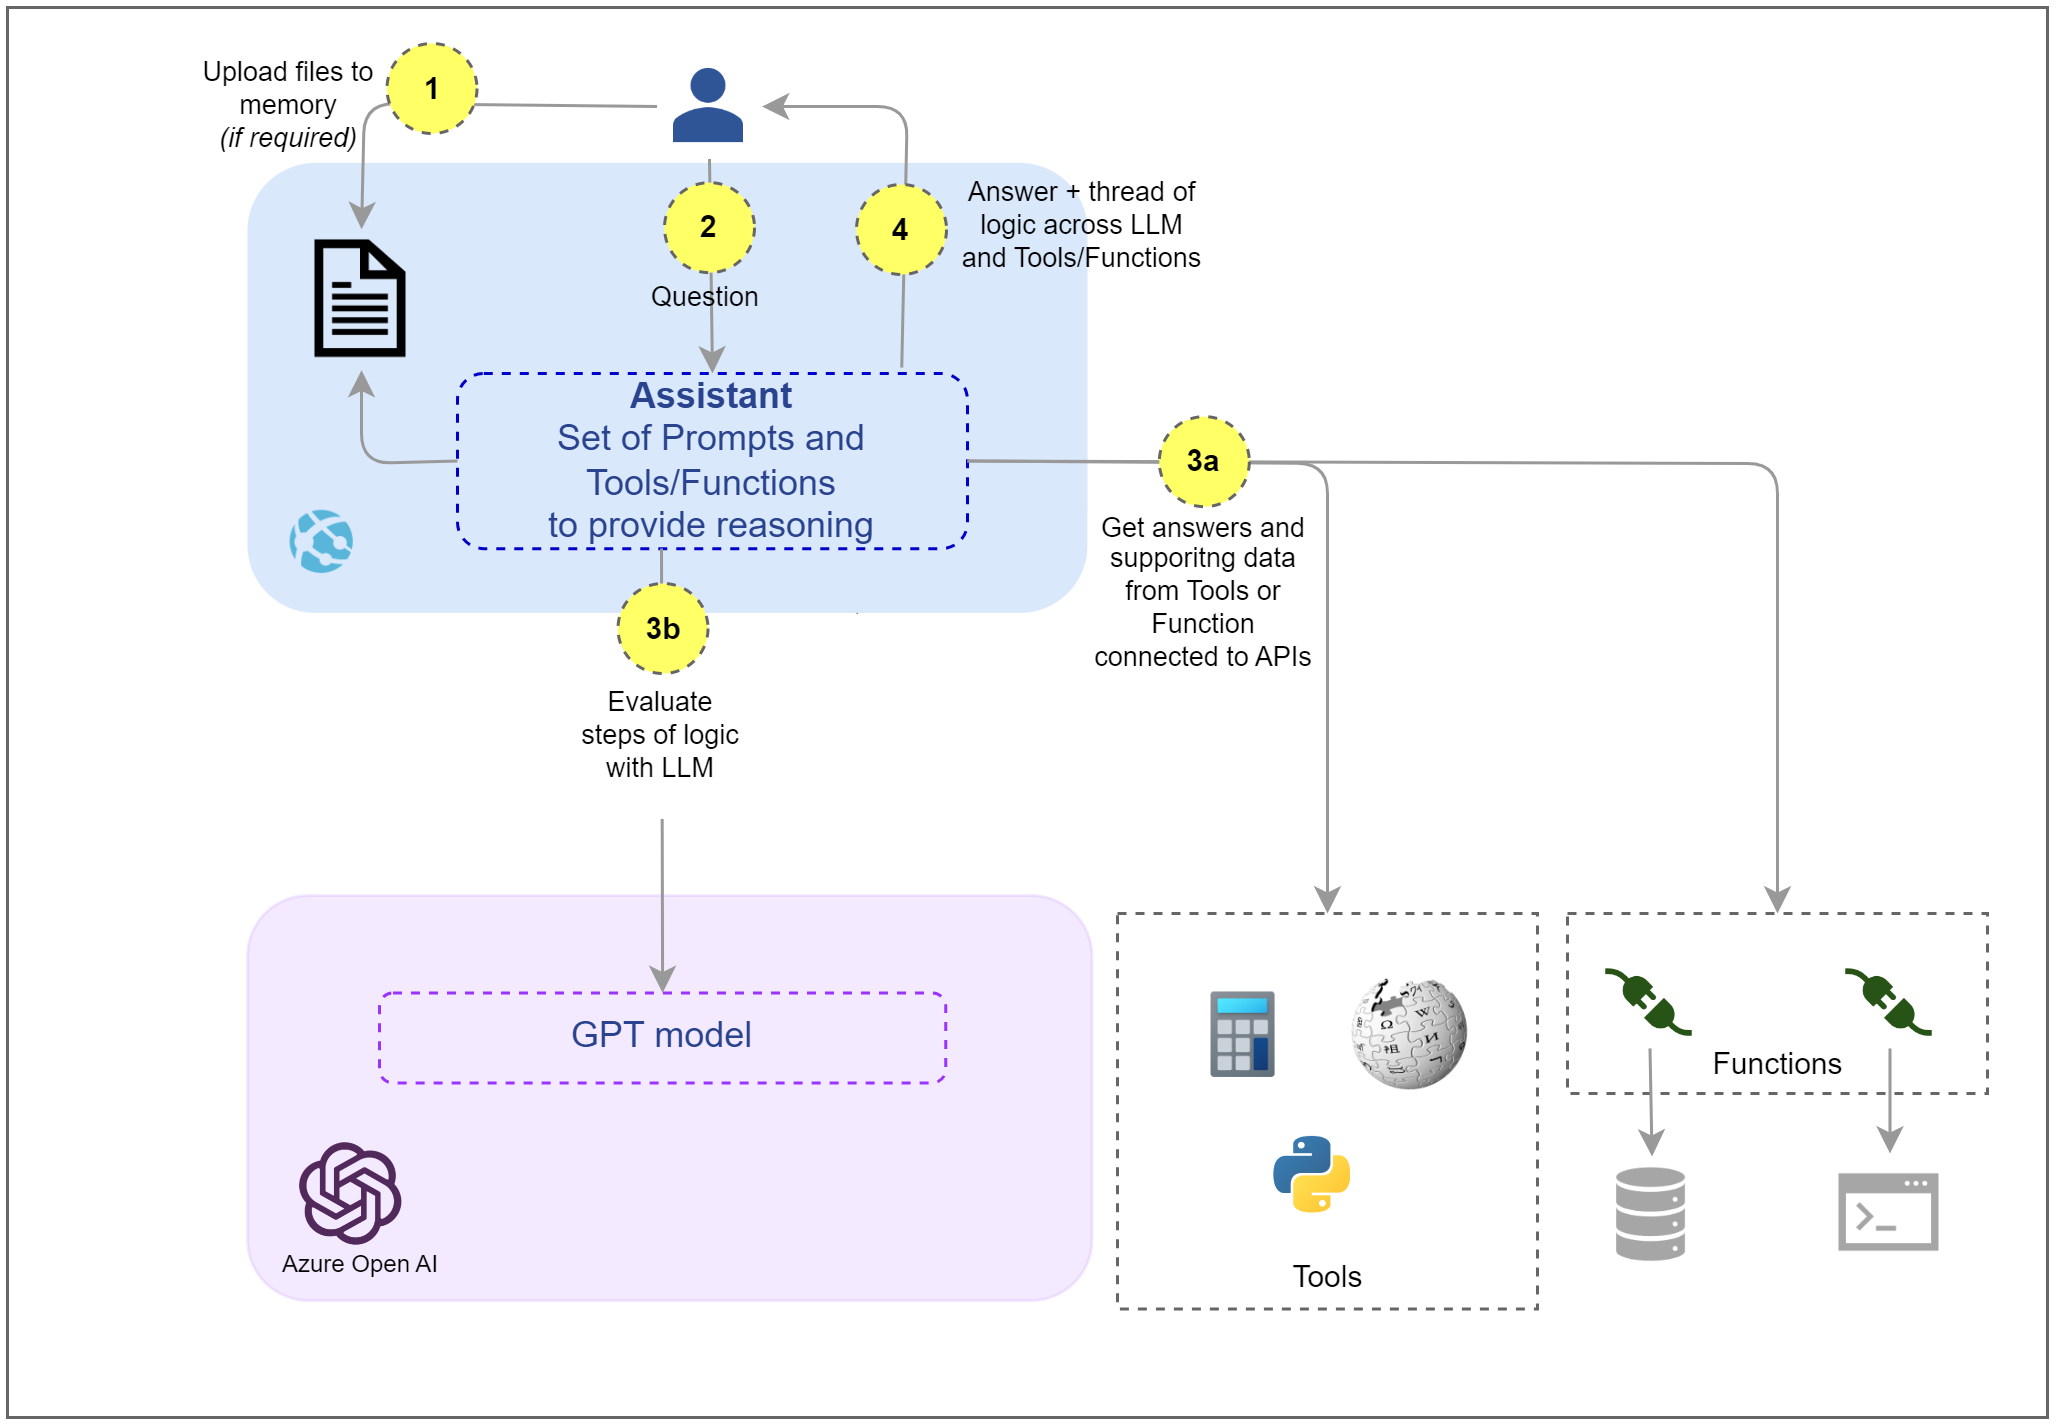 Upload files to
memory
(if required)
1
2
Question
4
Answer + thread of
logic across LLM
and Tools/Functions
Assistant
Set of Prompts and
Tools/Functions
to provide reasoning
3a
Get answers and
supporitng data
from Tools or
Function
connected to APIs
3b
Evaluate
steps of logic
with LLM
GPT model
Azure Open AI
Ω
W
И
祖
Tools
Functions
>_